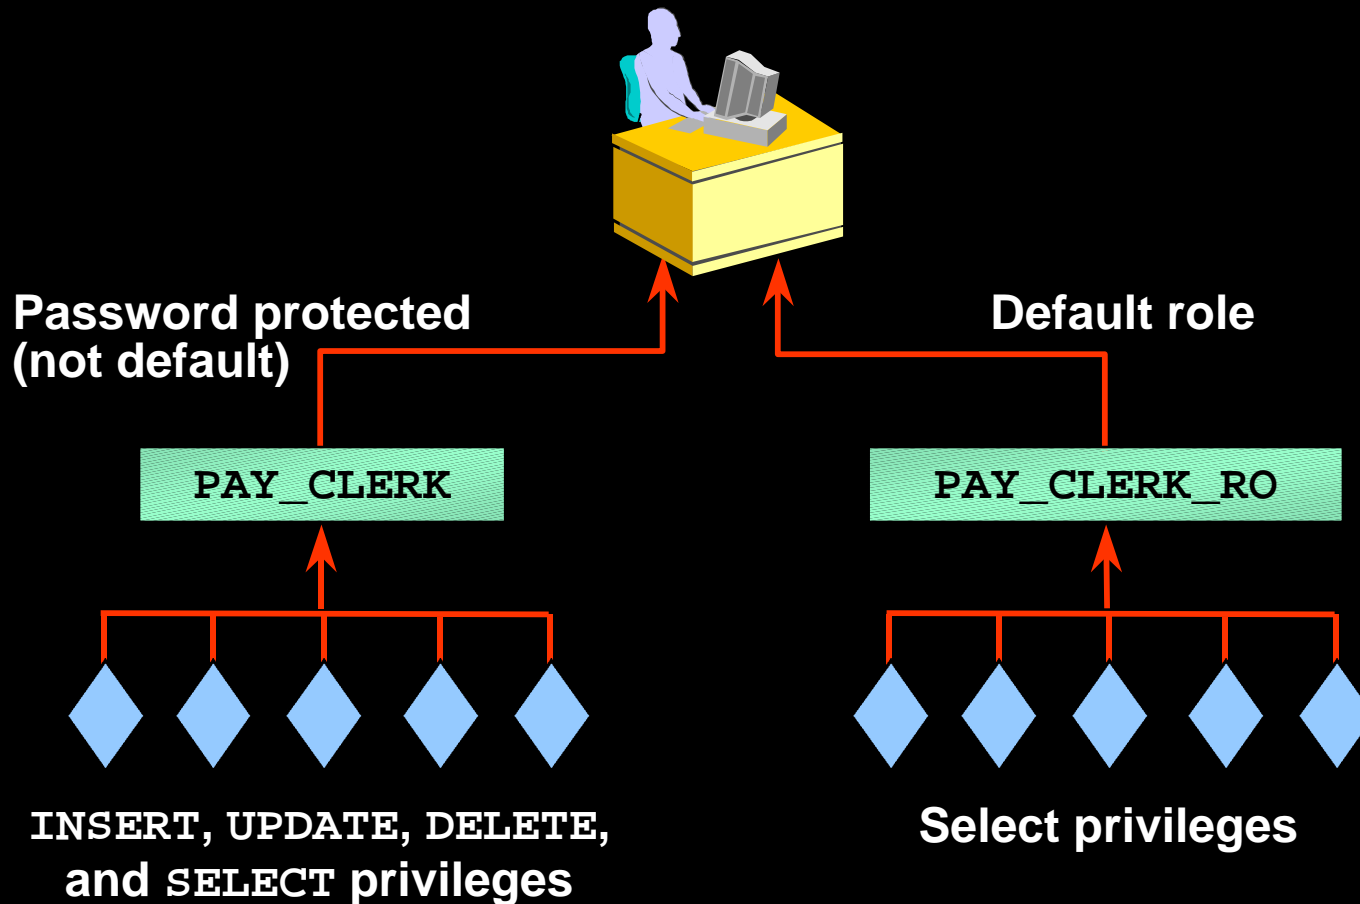 Password protected
(not default)
Default role
PAY_CLERK
PAY_CLERK_RO
INSERT, UPDATE, DELETE,
and SELECT privileges
Select privileges